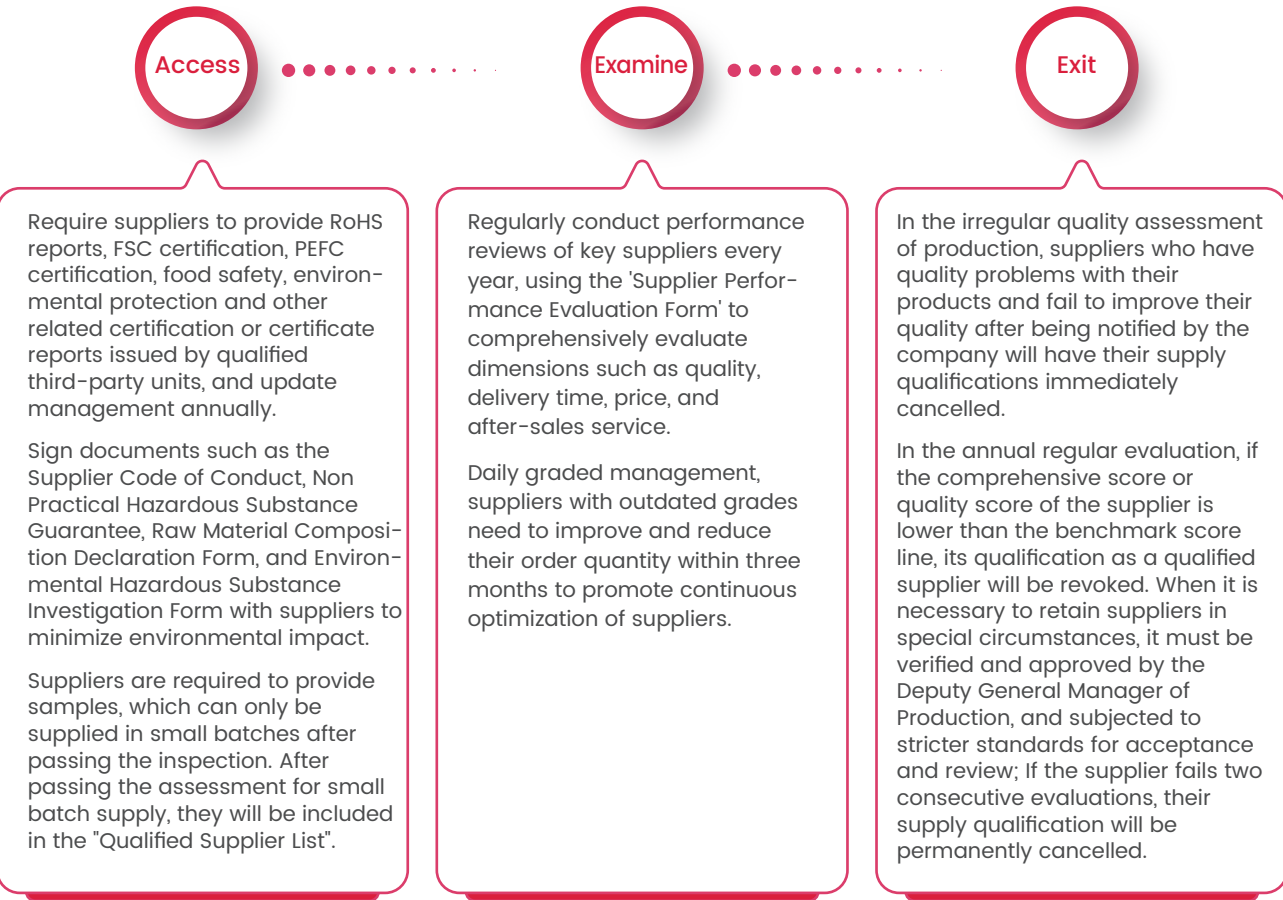 Access
Examine
Exit
Require suppliers to provide RoHS
reports, FSC certification, PEFC
certification, food safety, environ-
mental protection and other
related certification or certificate
reports issued by qualified
third-party units, and update
management annually.
Sign documents such as the
Supplier Code of Conduct, Non
Practical Hazardous Substance
Guarantee, Raw Material Composi-
tion Declaration Form, and Environ-
mental Hazardous Substance
Investigation Form with suppliers to
minimize environmental impact.
Suppliers are required to provide
samples, which can only be
supplied in small batches after
passing the inspection. After
passing the assessment for small
batch supply, they will be included
in the "Qualified Supplier List".
Regularly conduct performance
reviews of key suppliers every
year, using the 'Supplier Perfor-
mance Evaluation Form' to
comprehensively evaluate
dimensions such as quality,
delivery time, price, and
after-sales service.
Daily graded management,
suppliers with outdated grades
need to improve and reduce
their order quantity within three
months to promote continuous
optimization of suppliers.
In the irregular quality assessment
of production, suppliers who have
quality problems with their
products and fail to improve their
quality after being notified by the
company will have their supply
qualifications immediately
cancelled.
In the annual regular evaluation, if
the comprehensive score or
quality score of the supplier is
lower than the benchmark score
line, its qualification as a qualified
supplier will be revoked. When it is
necessary to retain suppliers in
special circumstances, it must be
verified and approved by the
Deputy General Manager of
Production, and subjected to
stricter standards for acceptance
and review; If the supplier fails two
consecutive evaluations, their
supply qualification will be
permanently cancelled.